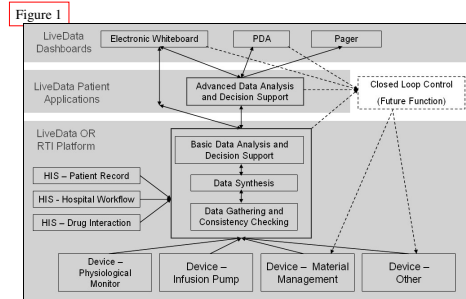 Figure 1
LiveData
Dashboards
Electronic Whiteboard
PDA
Pager
LiveData Patient
Applications
Advanced Data Analysis
and Decision Support
Closed Loop Control
(Future Function)
LiveData OR
RTI Platform
Basic Data Analysis and
Decision Support
HIS – Patient Record
Data Synthesis
HIS - Hospital Workflow
HIS – Drug Interaction
Data Gathering and
Consistency Checking
Device –
Physiological
Monitor
Device –
Infusion Pump
Device – Material
Management
Device –
Other